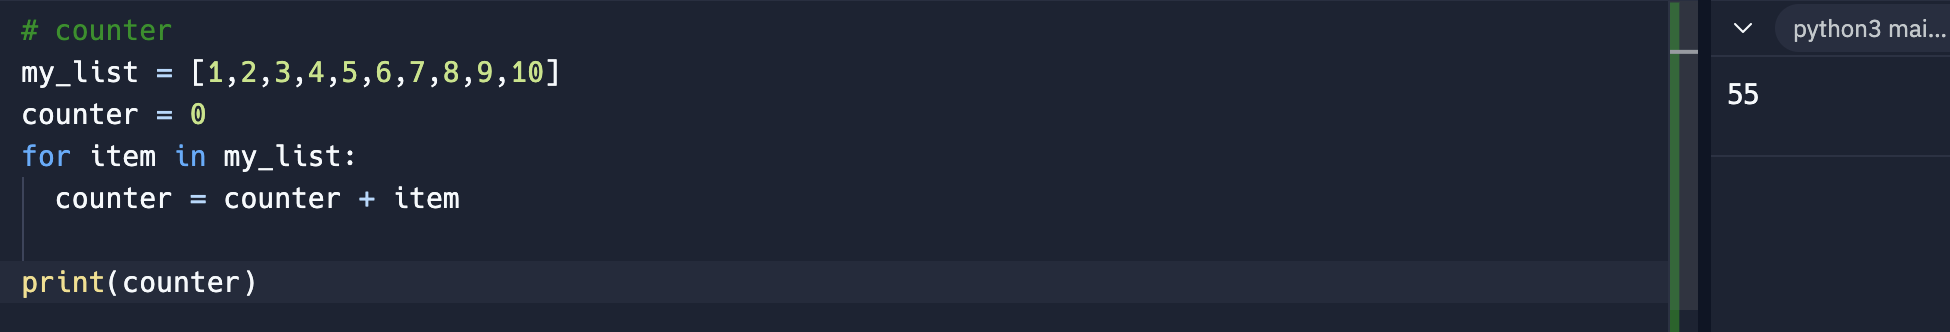 # counter
my_list = [1,2,3,4,5,6,7,8,9,10]
counter = 0
for item in my_list:
  counter = counter + item

print(counter)
python3 mai...
55